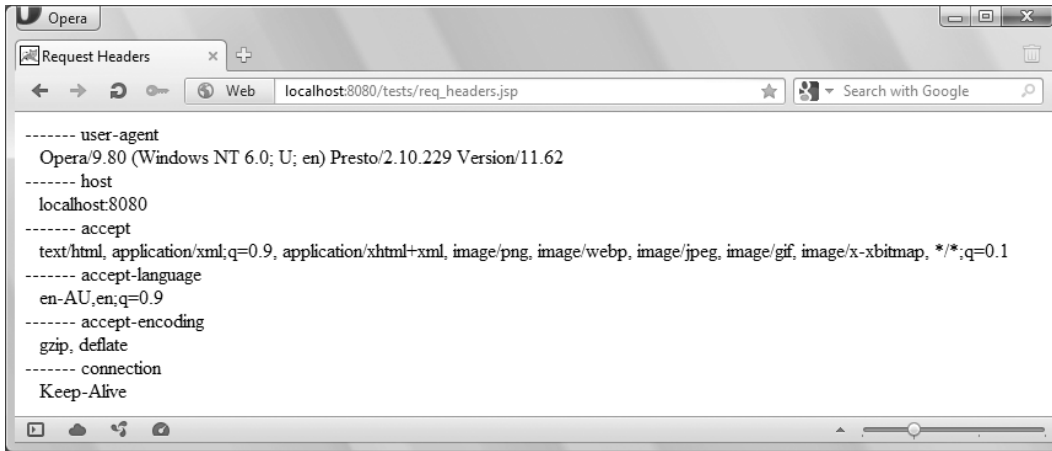 Opera
Request Headers
Web localhost:8080/tests/req_headers.jsp Search with Google
------- user-agent
Opera/9.80 (Windows NT 6.0; U; en) Presto/2.10.229 Version/11.62
------- host
localhost:8080
------- accept
text/html, application/xml;q=0.9, application/xhtml+xml, image/png, image/webp, image/jpeg, image/gif, image/x-xbitmap, */*;q=0.1
------- accept-language
en-AU,en;q=0.9
------- accept-encoding
gzip, deflate
------- connection
Keep-Alive